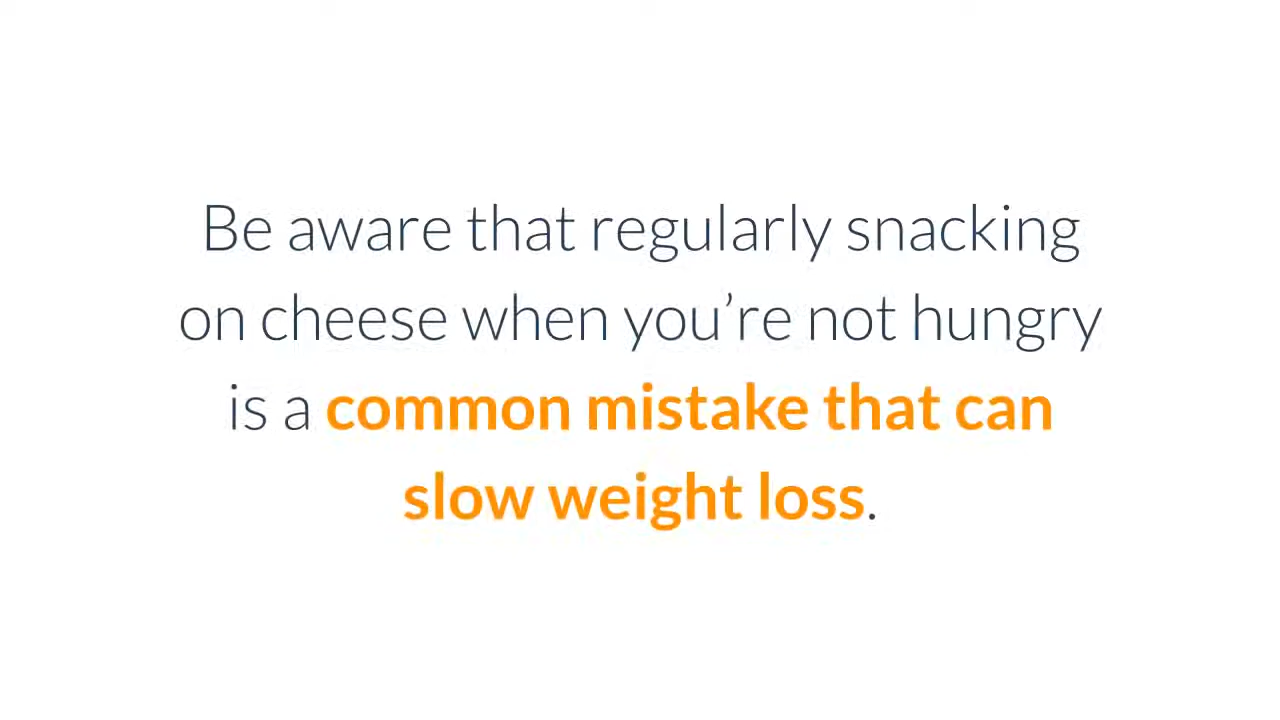 Be aware that regularly snacking
on cheese when you’re not hungry
is a common mistake that can
slow weight loss.